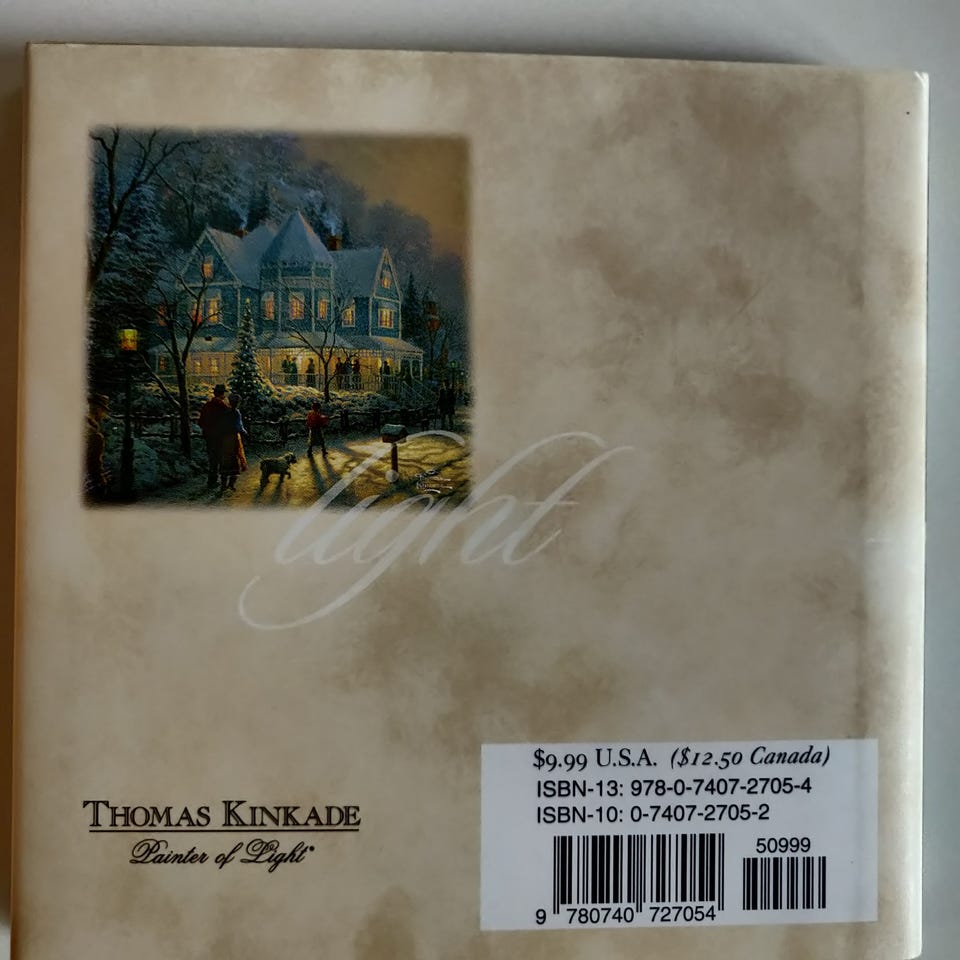 light
$9.99 U.S.A. ($12.50 Canada)
ISBN-13: 978-0-7407-2705-4
ISBN-10: 0-7407-2705-2
50999
9 780740 727054
THOMAS KINKADE
Painter of Light